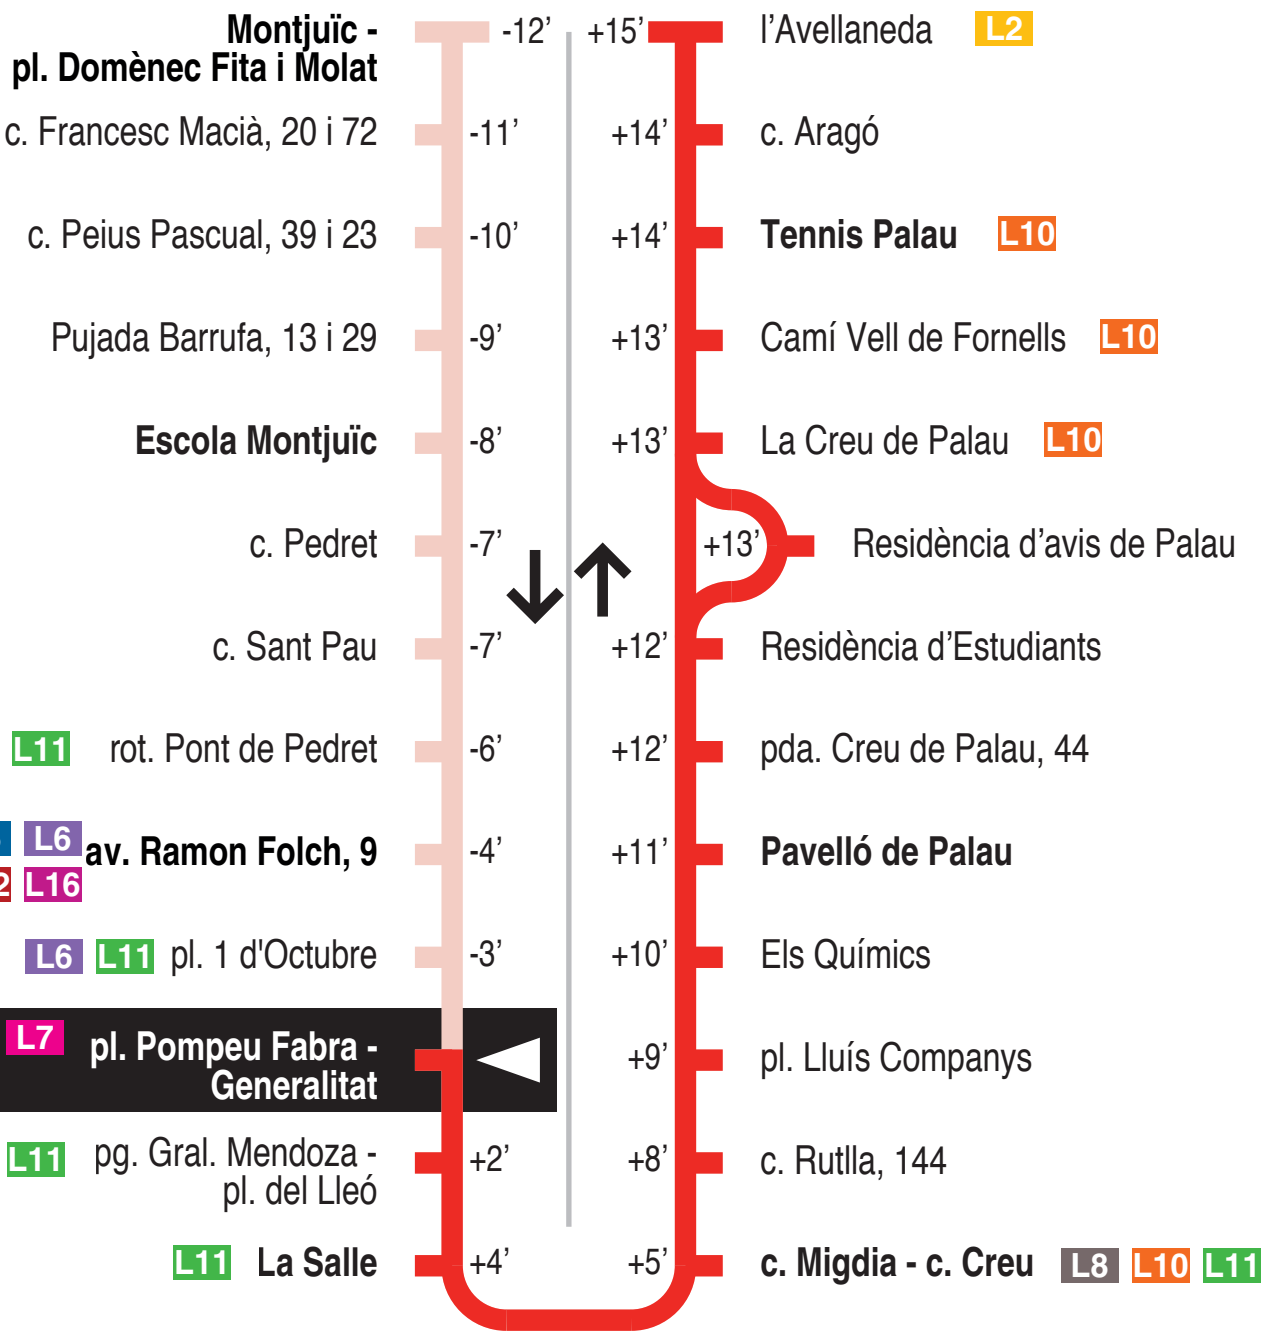 Montjuïc -
pl. Domènec Fita i Molat
-12’
c. Francesc Macià, 20 i 72
-11’
c. Peius Pascual, 39 i 23
-10’
Pujada Barrufa, 13 i 29
-9’
Escola Montjuïc
-8’
c. Pedret
-7’
c. Sant Pau
-7’
L11 rot. Pont de Pedret
-6’
L6
av. Ramon Folch, 9
L16
-4’
L6 L11 pl. 1 d'Octubre
-3’
L7 pl. Pompeu Fabra -
Generalitat
L11 pg. Gral. Mendoza -
pl. del Lleó
+2’
L11 La Salle
+4’
+15’ l’Avellaneda L2
+14’ c. Aragó
+14’ Tennis Palau L10
+13’ Camí Vell de Fornells L10
+13’ La Creu de Palau L10
+13’ Residència d’avis de Palau
+12’ Residència d’Estudiants
+12’ pda. Creu de Palau, 44
+11’ Pavelló de Palau
+10’ Els Químics
+9’ pl. Lluís Companys
+8’ c. Rutlla, 144
+5’ c. Migdia - c. Creu L8 L10 L11